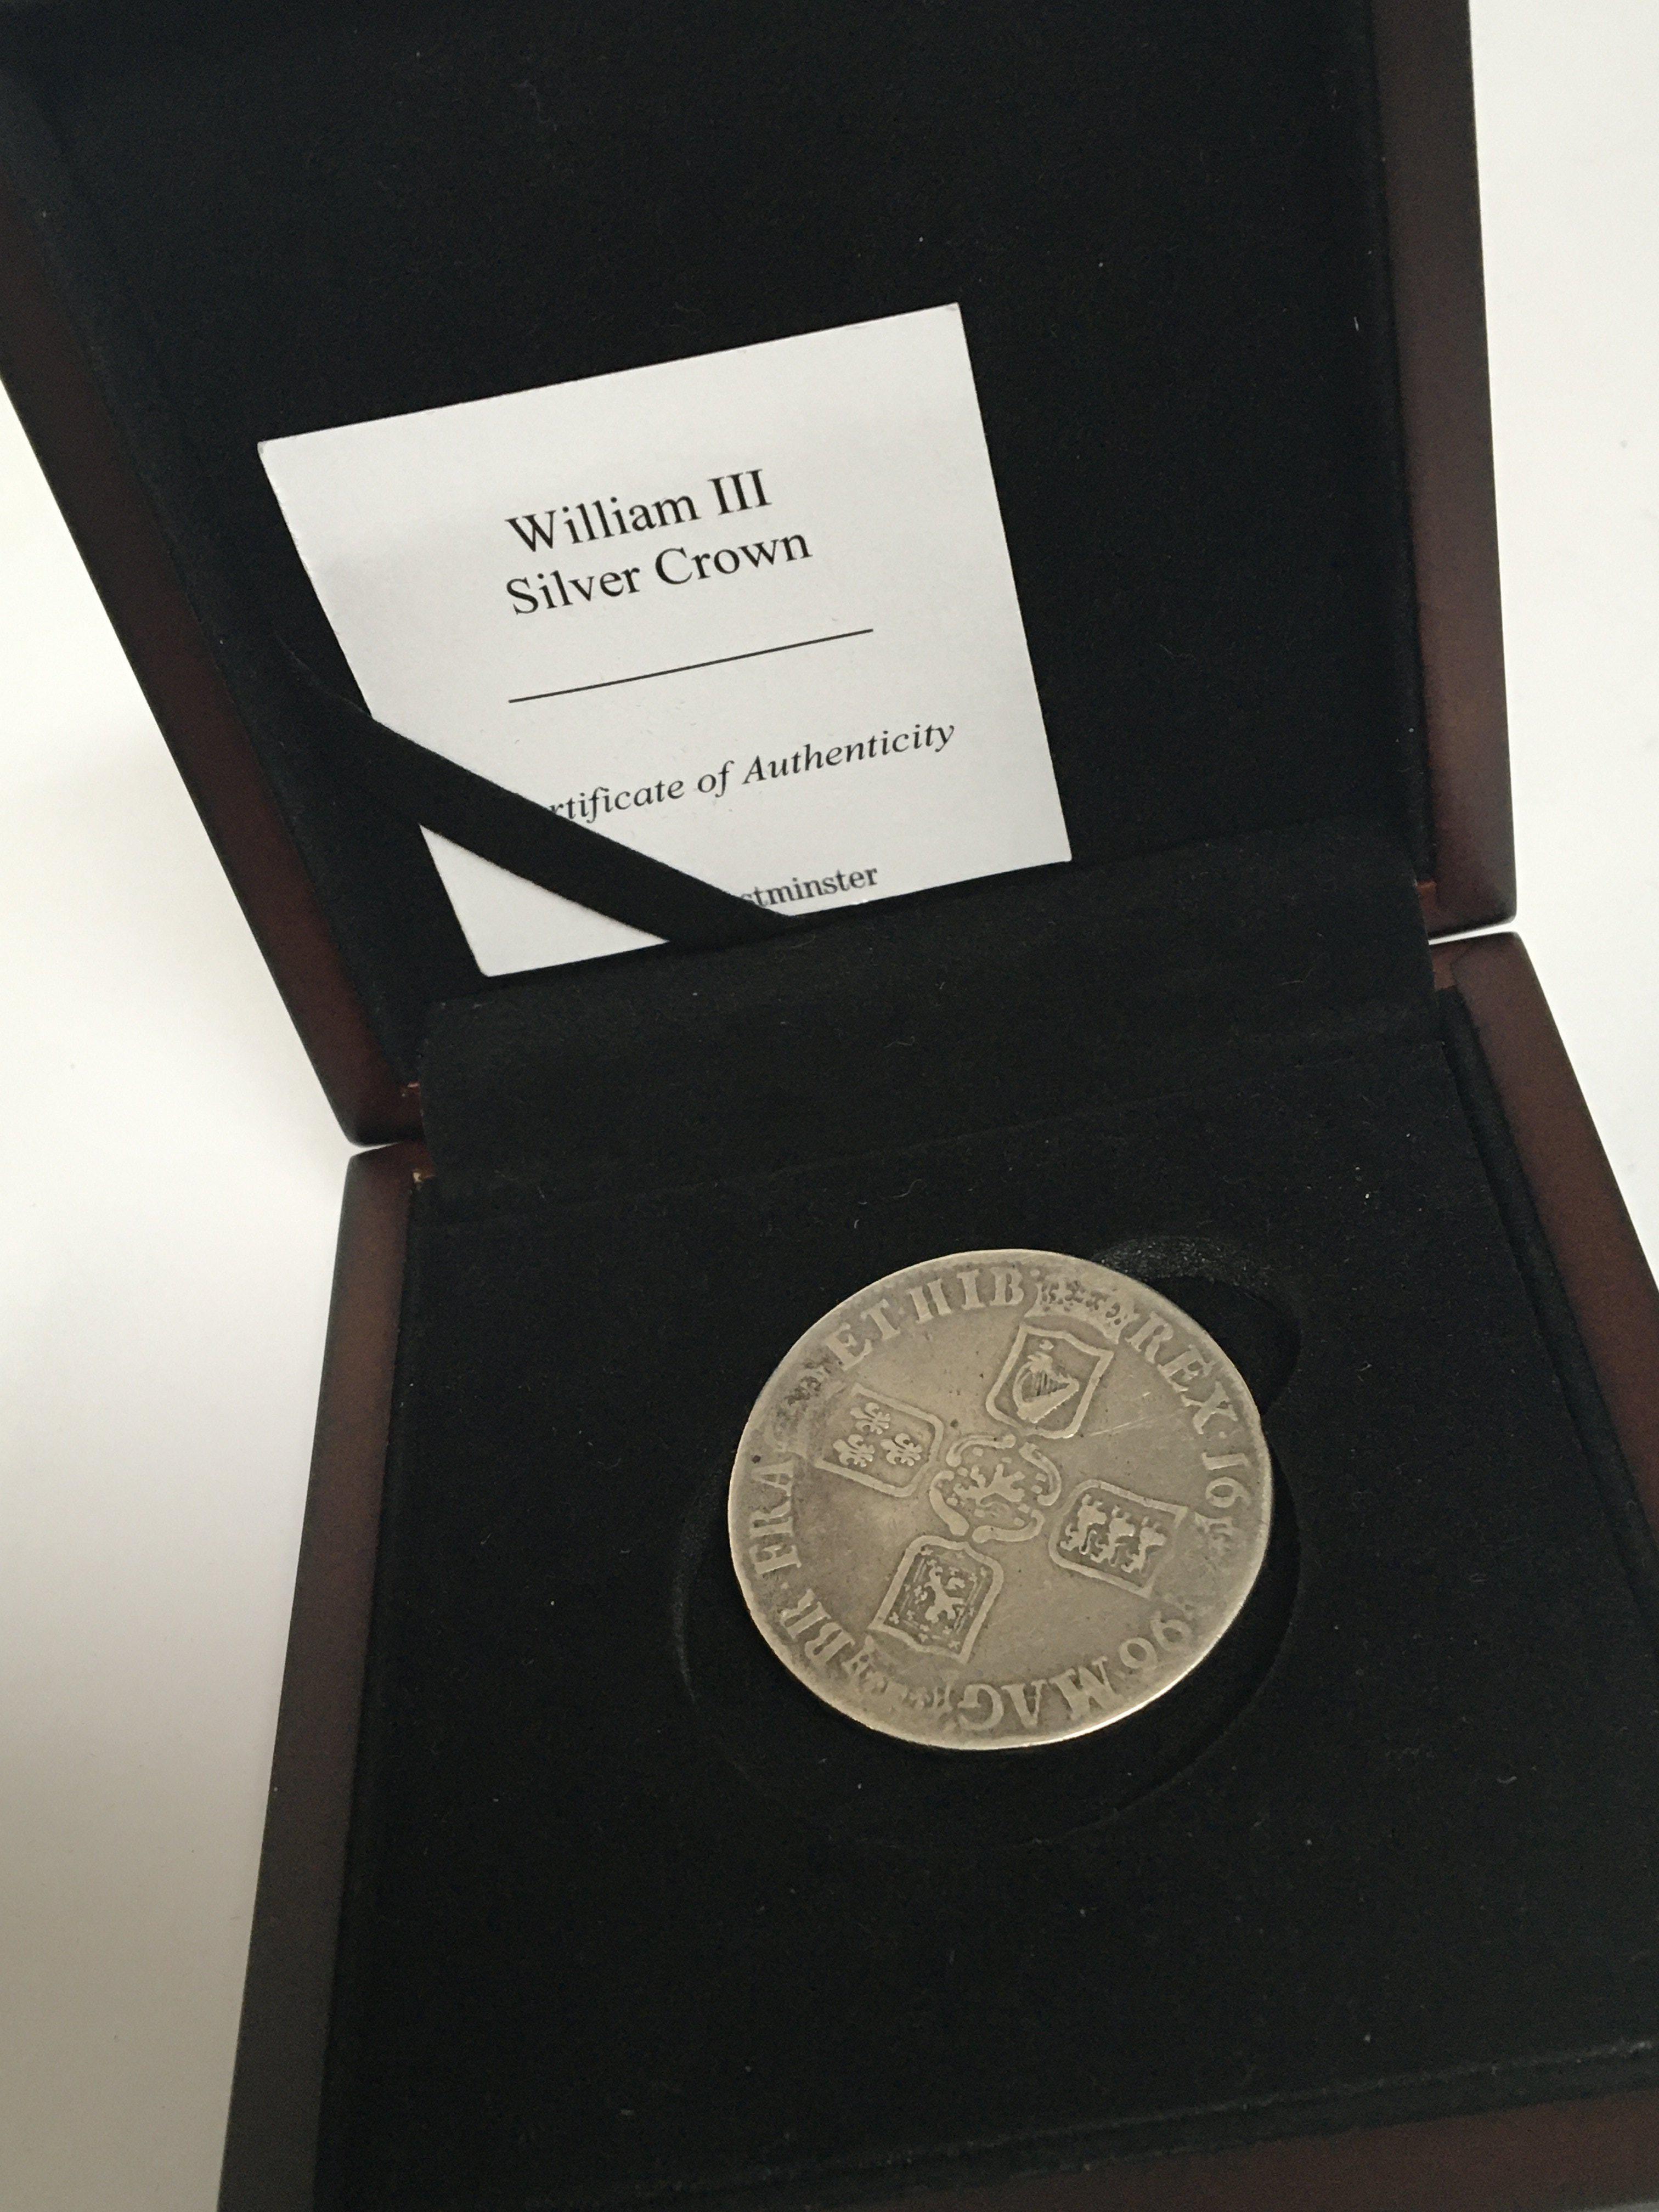 William III
Silver Crown
rtificate of Authenticity
stminster
MAG BR·FRA ET HIB REX·16 96